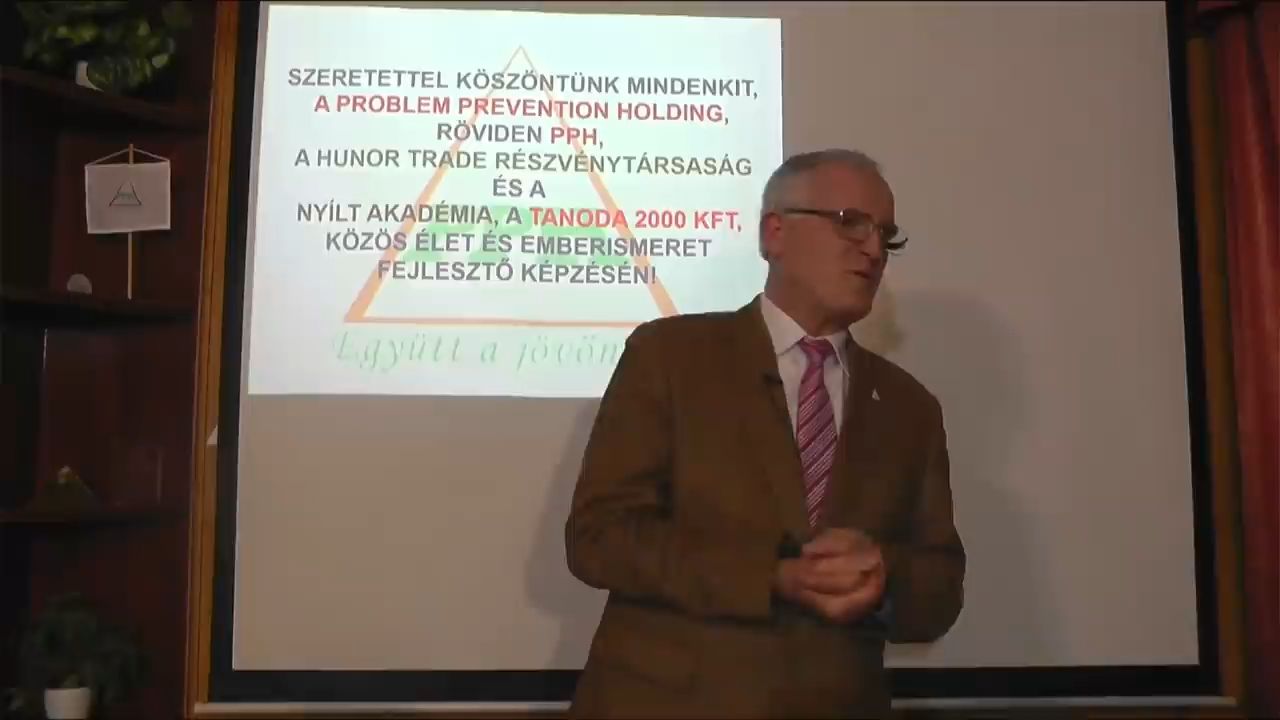 SZERETETTEL KÖSZÖNTÜNK MINDENKIT,
A PROBLEM PREVENTION HOLDING,
RÖVIDEN PPH,
A HUNOR TRADE RÉSZVÉNYTÁRSASÁG
ÉS A
NYÍLT AKADÉMIA, A TANODA 2000 KFT,
KÖZÖS ÉLET ÉS EMBERISMERET
FEJLESZTŐ KÉPZÉSÉN!
Együtt a